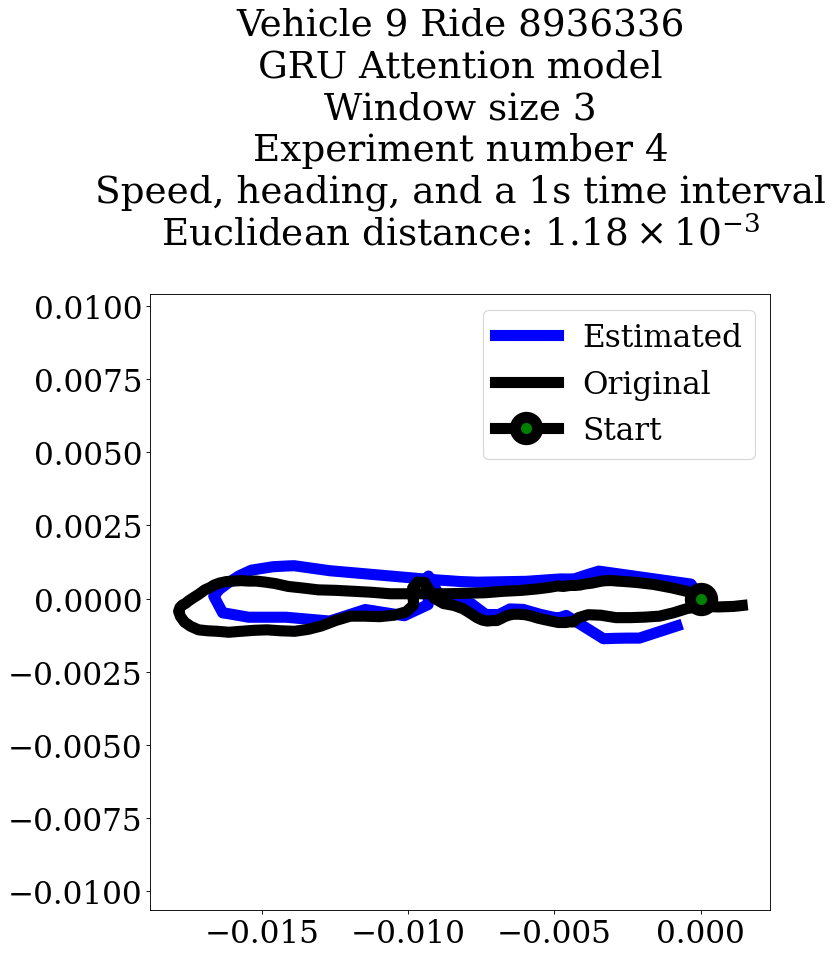 Vehicle 9 Ride 8936336
GRU Attention model
Window size 3
Experiment number 4
Speed, heading, and a 1s time interval
Euclidean distance: 1.18 × 10⁻³
0.0100
0.0075
0.0050
0.0025
0.0000
−0.0025
−0.0050
−0.0075
−0.0100
Estimated
Original
Start
−0.015 −0.010 −0.005 0.000